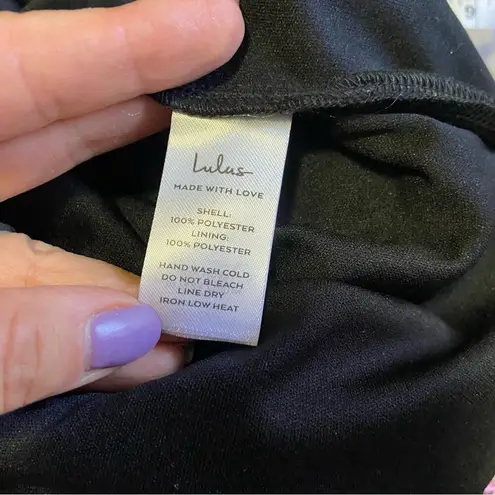 Lulus
MADE WITH LOVE
SHELL:
100% POLYESTER
LINING:
100% POLYESTER
HAND WASH COLD
DO NOT BLEACH
LINE DRY
IRON LOW HEAT